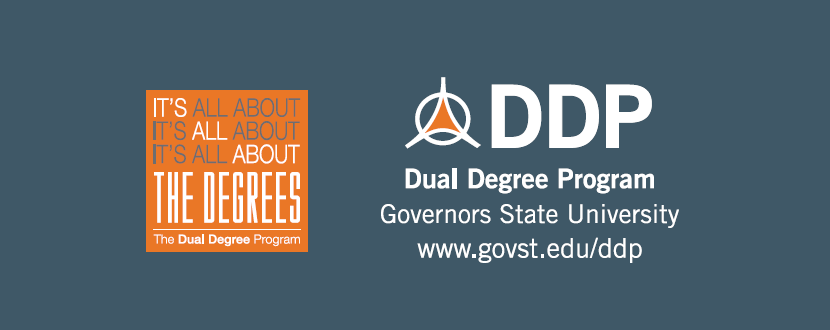 IT'S ALL ABOUT
IT'S ALL ABOUT
IT'S ALL ABOUT
THE DEGREES
The Dual Degree Program
DDP
Dual Degree Program
Governors State University
www.govst.edu/ddp